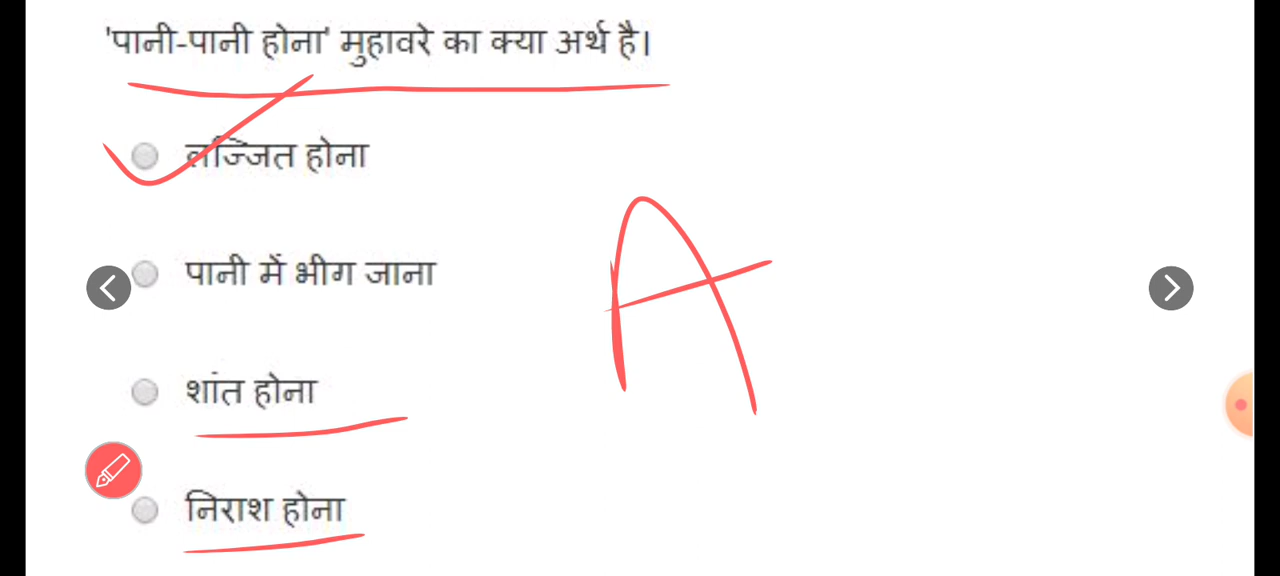 'पानी-पानी होना' मुहावरे का क्या अर्थ है।
लज्जित होना
A
पानी में भीग जाना
शांत होना
निराश होना